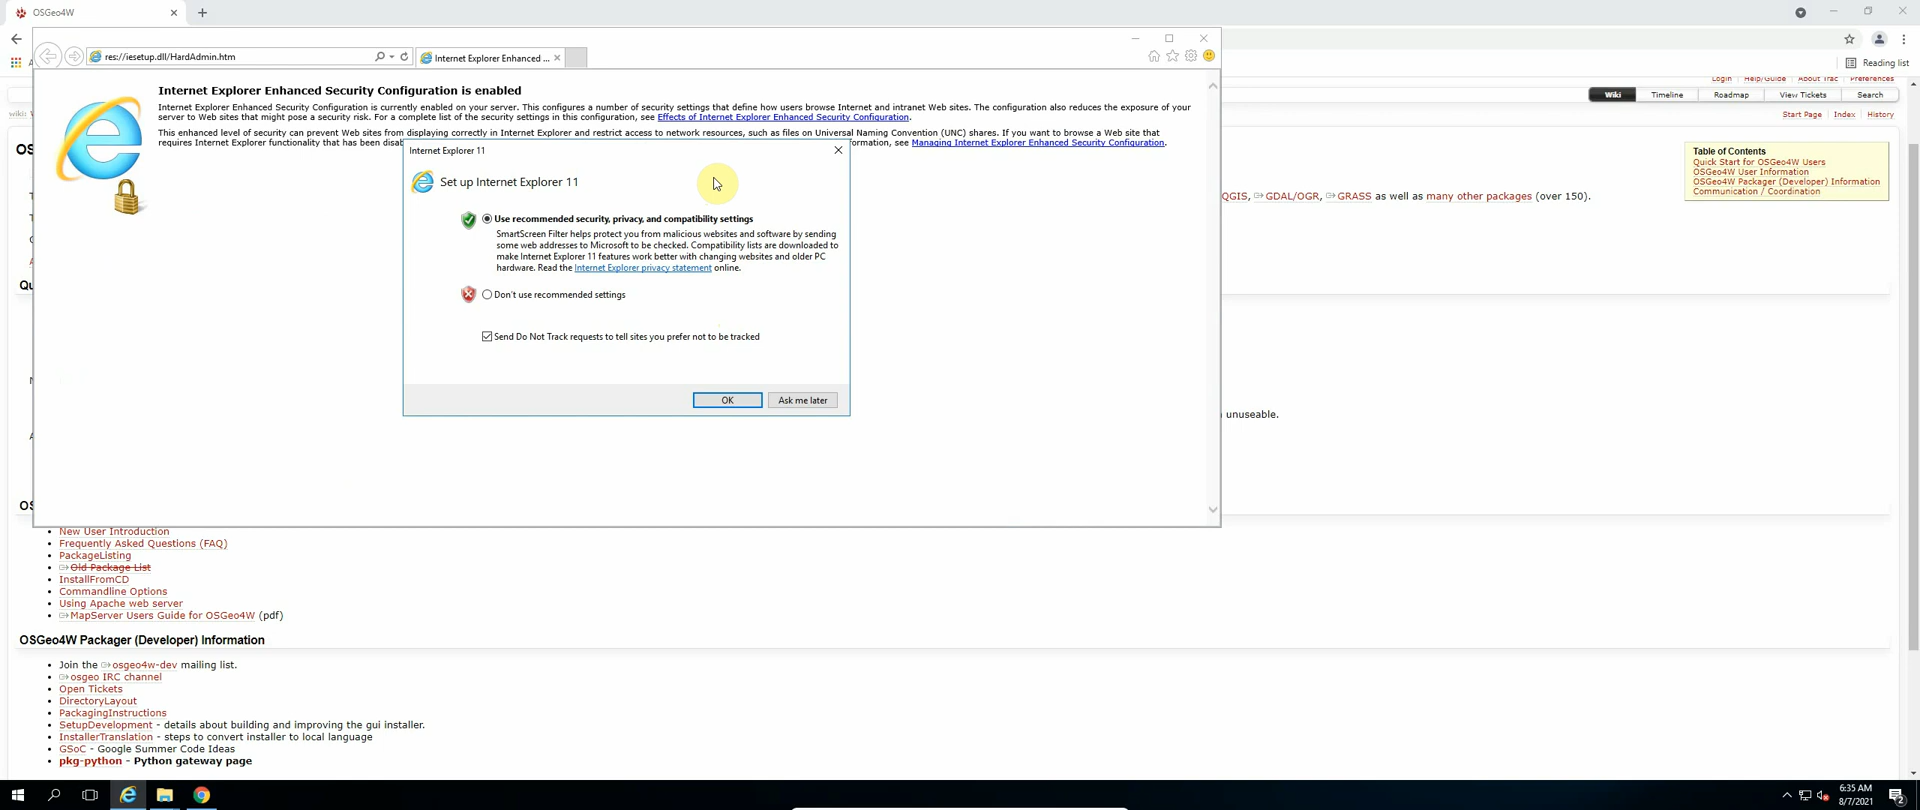 OSGeo4W
res://iesetup.dll/HardAdmin.htm
Internet Explorer Enhanced ...
Reading list
Login
Help/Guide
About Trac
Preferences
Wiki
Timeline
Roadmap
View Tickets
Search
wiki:
Start Page
Index
History
Internet Explorer Enhanced Security Configuration is enabled
Internet Explorer Enhanced Security Configuration is currently enabled on your server. This configures a number of security settings that define how users browse Internet and intranet Web sites. The configuration also reduces the exposure of your
server to Web sites that might pose a security risk. For a complete list of the security settings in this configuration, see Effects of Internet Explorer Enhanced Security Configuration.
This enhanced level of security can prevent Web sites from displaying correctly in Internet Explorer and restrict access to network resources, such as files on Universal Naming Convention (UNC) shares. If you want to browse a Web site that
requires Internet Explorer functionality that has been disab
ormation, see Managing Internet Explorer Enhanced Security Configuration.
Internet Explorer 11
Set up Internet Explorer 11
Use recommended security, privacy, and compatibility settings
SmartScreen Filter helps protect you from malicious websites and software by sending
some web addresses to Microsoft to be checked. Compatibility lists are downloaded to
make Internet Explorer 11 features work better with changing websites and older PC
hardware. Read the Internet Explorer privacy statement online.
Don't use recommended settings
Send Do Not Track requests to tell sites you prefer not to be tracked
OK
Ask me later
Table of Contents
Quick Start for OSGeo4W Users
OSGeo4W User Information
OSGeo4W Packager (Developer) Information
Communication / Coordination
QGIS, GDAL/OGR, GRASS as well as many other packages (over 150).
unuseable.
New User Introduction
Frequently Asked Questions (FAQ)
PackageListing
Old Package List
InstallFromCD
Commandline Options
Using Apache web server
MapServer Users Guide for OSGeo4W (pdf)
OSGeo4W Packager (Developer) Information
Join the osgeo4w-dev mailing list.
osgeo IRC channel
Open Tickets
DirectoryLayout
PackagingInstructions
SetupDevelopment - details about building and improving the gui installer.
InstallerTranslation - steps to convert installer to local language
GSoC - Google Summer Code Ideas
pkg-python - Python gateway page
6:35 AM
8/7/2021
2